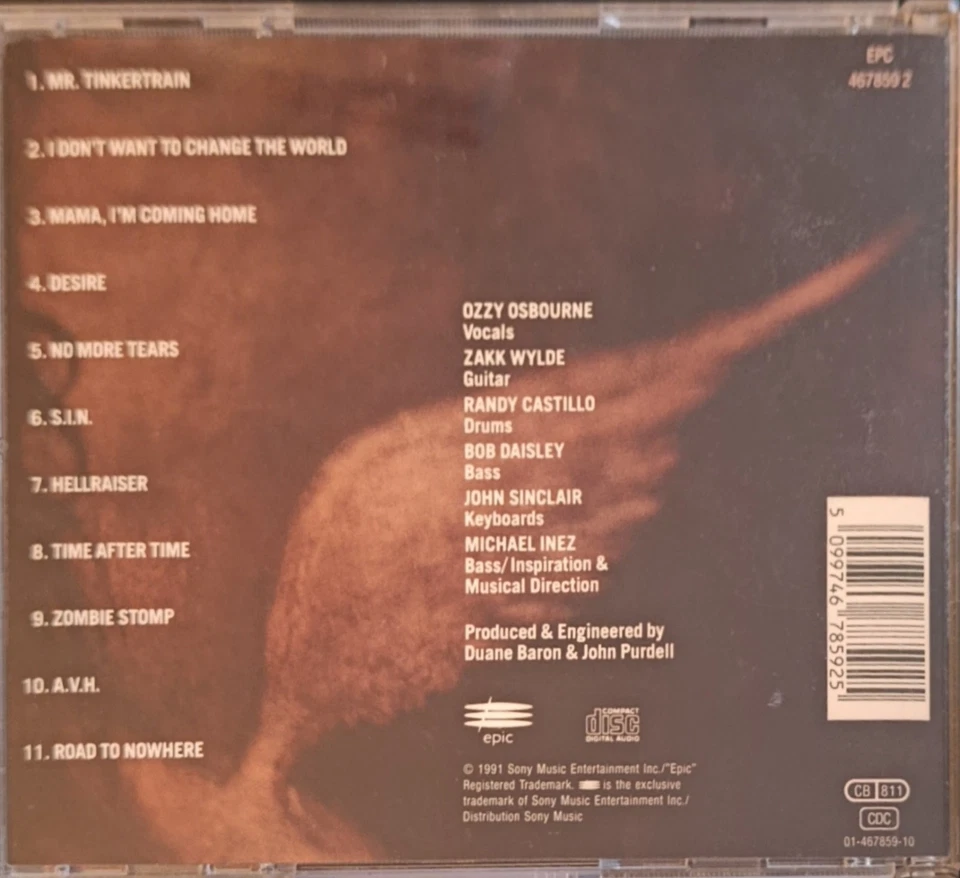 1. MR. TINKERTRAIN
2. I DON'T WANT TO CHANGE THE WORLD
3. MAMA, I'M COMING HOME
4. DESIRE
5. NO MORE TEARS
6. S.I.N.
7. HELLRAISER
8. TIME AFTER TIME
9. ZOMBIE STOMP
10. A.V.H.
11. ROAD TO NOWHERE
EPC
467859 2
OZZY OSBOURNE
Vocals
ZAKK WYLDE
Guitar
RANDY CASTILLO
Drums
BOB DAISLEY
Bass
JOHN SINCLAIR
Keyboards
MICHAEL INEZ
Bass/Inspiration &
Musical Direction
Produced & Engineered by
Duane Baron & John Purdell
epic
COMPACT
disc
DIGITAL AUDIO
© 1991 Sony Music Entertainment Inc./"Epic"
Registered Trademark. is the exclusive
trademark of Sony Music Entertainment Inc./
Distribution Sony Music
5 099746 785925
CB 811
CDC
01-467859-10